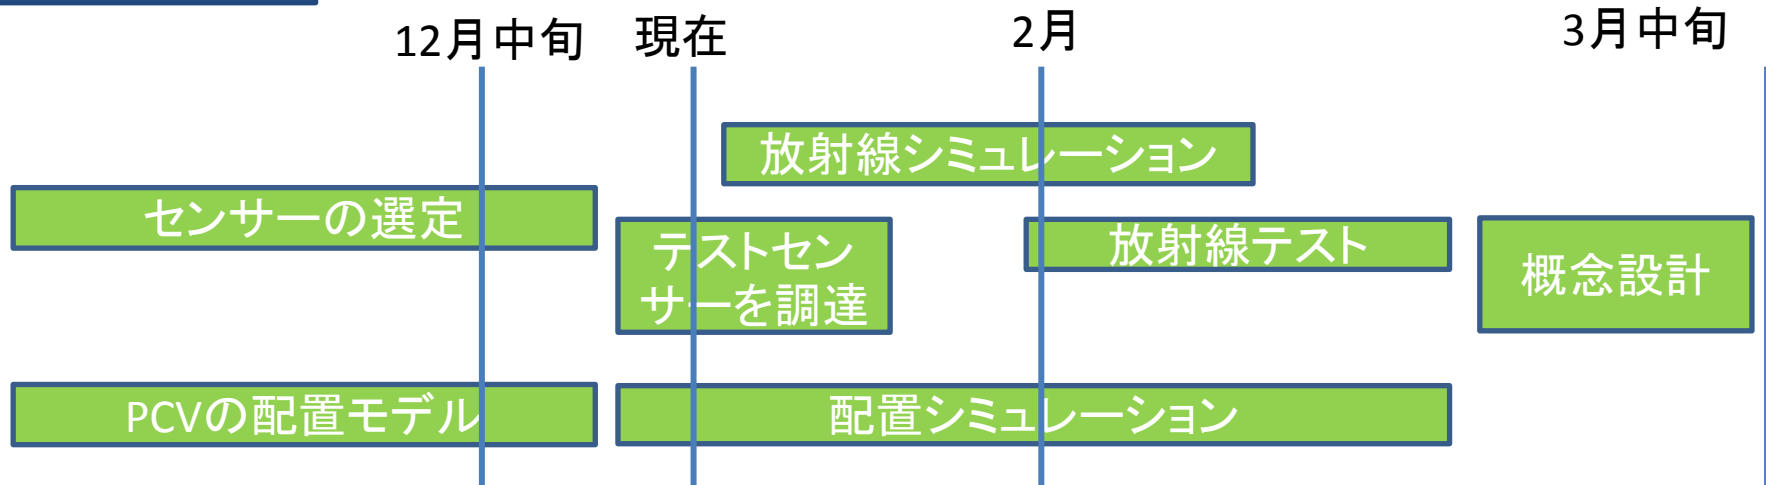 12月中旬
現在
2月
3月中旬
放射線シミュレーション
センサーの選定
テストセン
サーを調達
放射線テスト
概念設計
PCVの配置モデル
配置シミュレーション